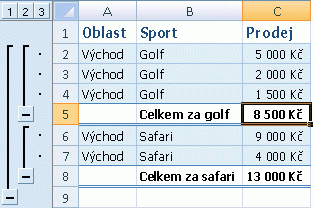 1 2 3 A B C
1 Oblast Sport Prodej
2 Východ Golf 5 000 Kč
3 Východ Golf 2 000 Kč
4 Východ Golf 1 500 Kč
5 Celkem za golf 8 500 Kč
6 Východ Safari 9 000 Kč
7 Východ Safari 4 000 Kč
8 Celkem za safari 13 000 Kč
9